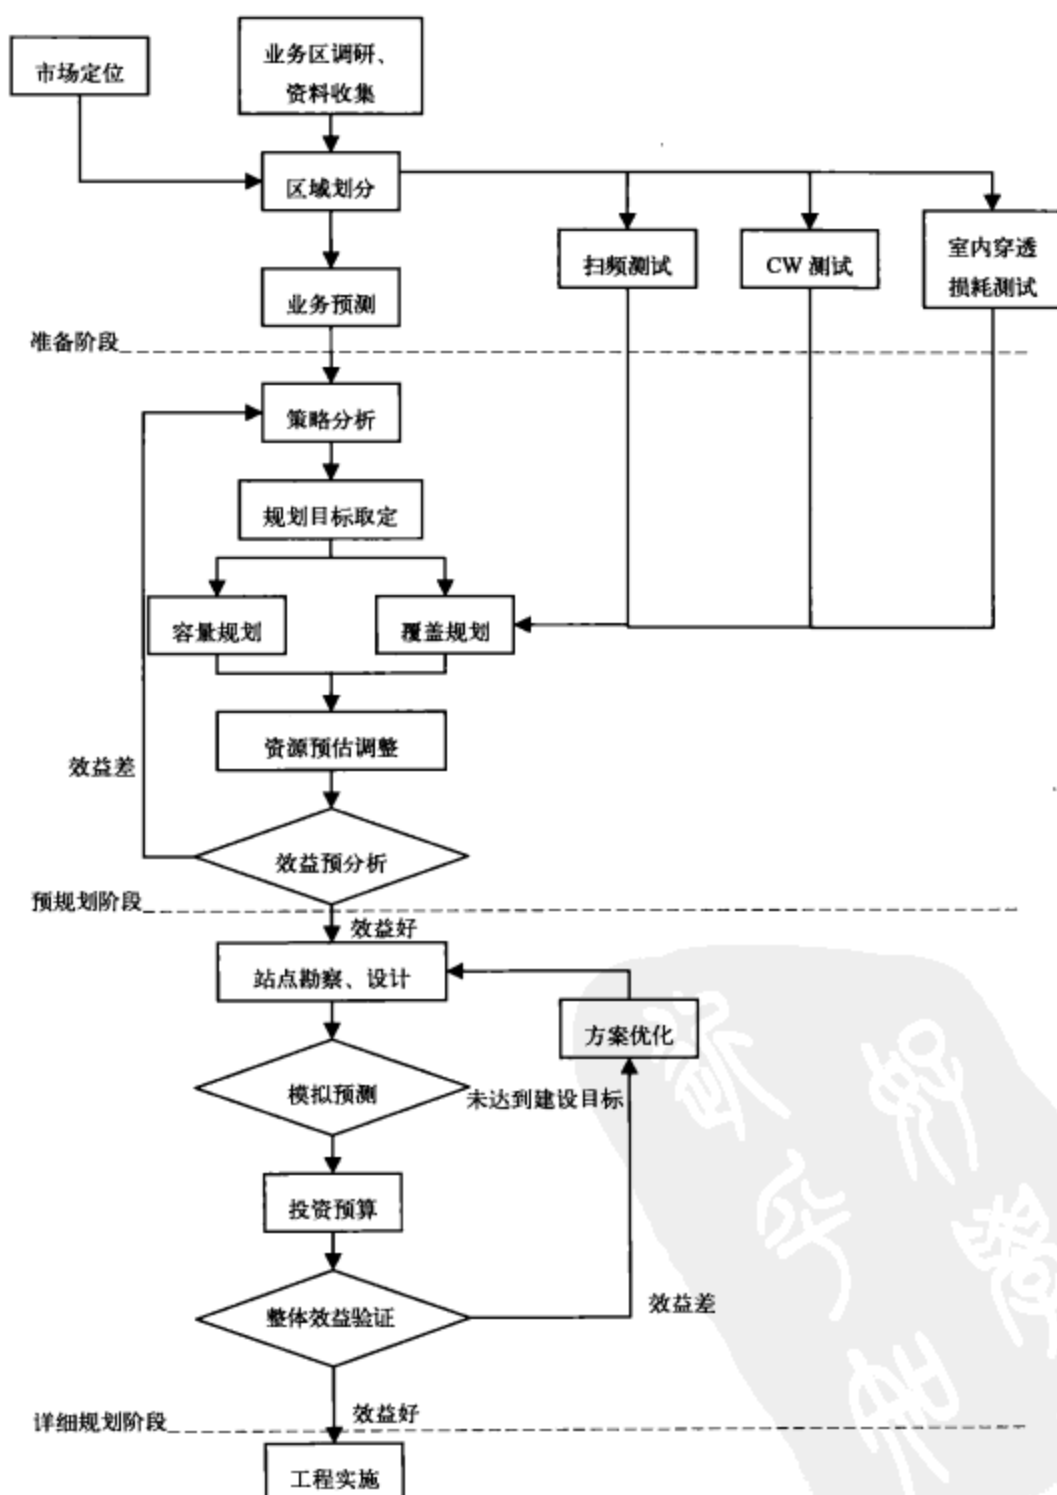 市场定位
业务区调研、
资料收集
区域划分
扫频测试
CW 测试
室内穿透
损耗测试
业务预测
准备阶段
策略分析
规划目标取定
容量规划
覆盖规划
资源预估调整
效益差
效益预分析
预规划阶段
效益好
站点勘察、设计
方案优化
模拟预测
未达到建设目标
投资预算
整体效益验证
效益差
效益好
详细规划阶段
工程实施